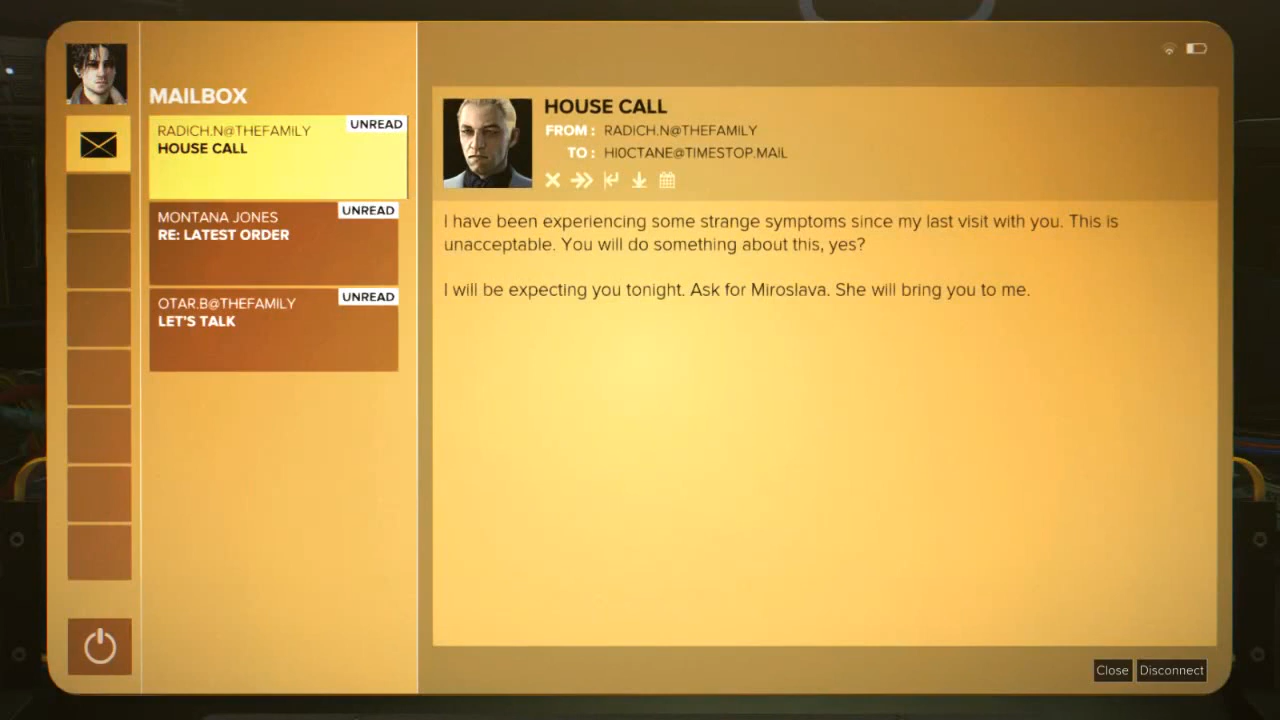 MAILBOX
RADICH.N@THEFAMILY
UNREAD
HOUSE CALL
MONTANA JONES
UNREAD
RE: LATEST ORDER
OTAR.B@THEFAMILY
UNREAD
LET'S TALK
HOUSE CALL
FROM : RADICH.N@THEFAMILY
TO : HI0CTANE@TIMESTOP.MAIL
I have been experiencing some strange symptoms since my last visit with you. This is
unacceptable. You will do something about this, yes?
I will be expecting you tonight. Ask for Miroslava. She will bring you to me.
Close
Disconnect